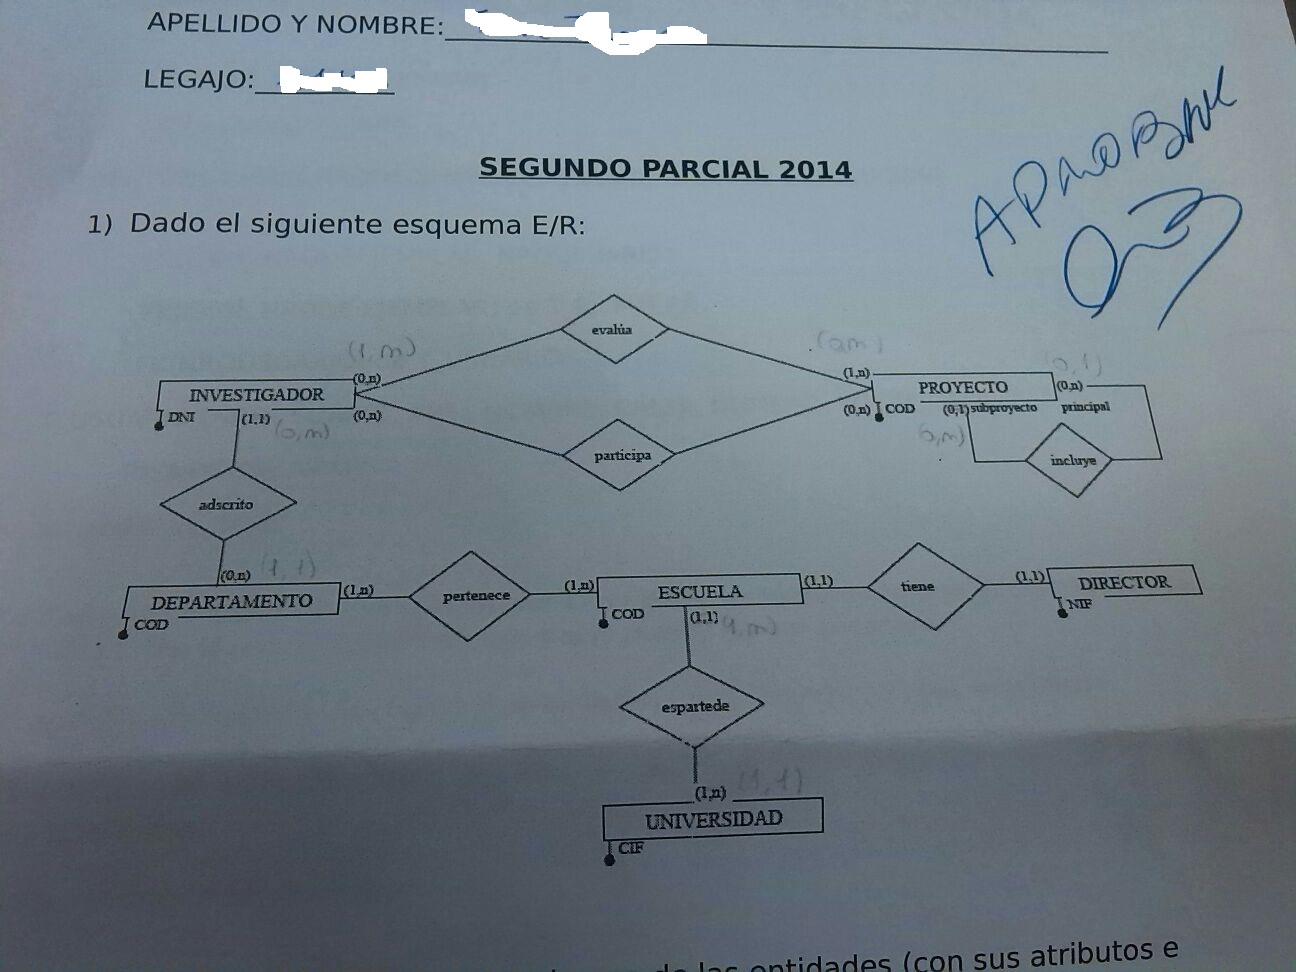 APELLIDO Y NOMBRE:
LEGAJO:
SEGUNDO PARCIAL 2014
1) Dado el siguiente esquema E/R:
APROBADO
evalúa
(1,m)
(0,m)
(0,1)
(0,n)
(1,n)
INVESTIGADOR
PROYECTO
(0,n)
DNI
(1,1)
(0,n)
(0,n)
COD
(0,1) subproyecto
principal
(0,m)
(0,m)
participa
incluye
adscrito
(0,n)
(1,1)
DEPARTAMENTO
(1,n)
pertenece
(1,n)
ESCUELA
(1,1)
tiene
(1,1)
DIRECTOR
COD
COD
(1,1)
(1,m)
NIF
espartede
(1,n)
(1,1)
UNIVERSIDAD
CIF
de las entidades (con sus atributos e